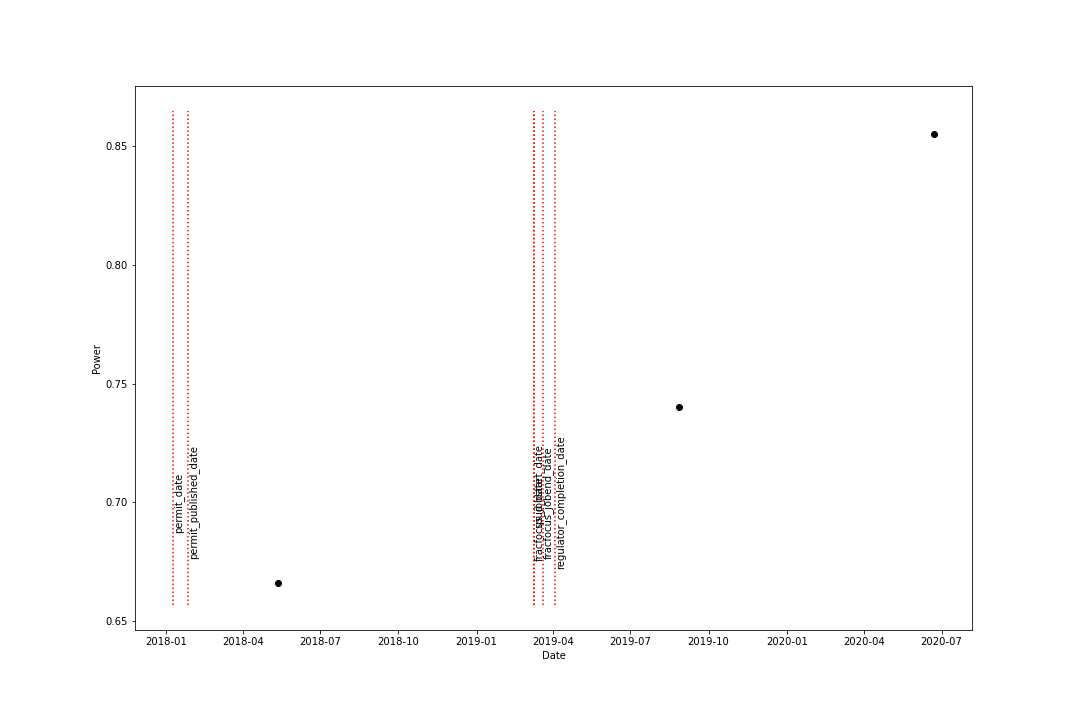 0.85
0.80
0.75
0.70
0.65
Power
permit_date
permit_published_date
fracfocus_jobend_date
regulator_completion_date
2018-01
2018-04
2018-07
2018-10
2019-01
2019-04
2019-07
2019-10
2020-01
2020-04
2020-07
Date